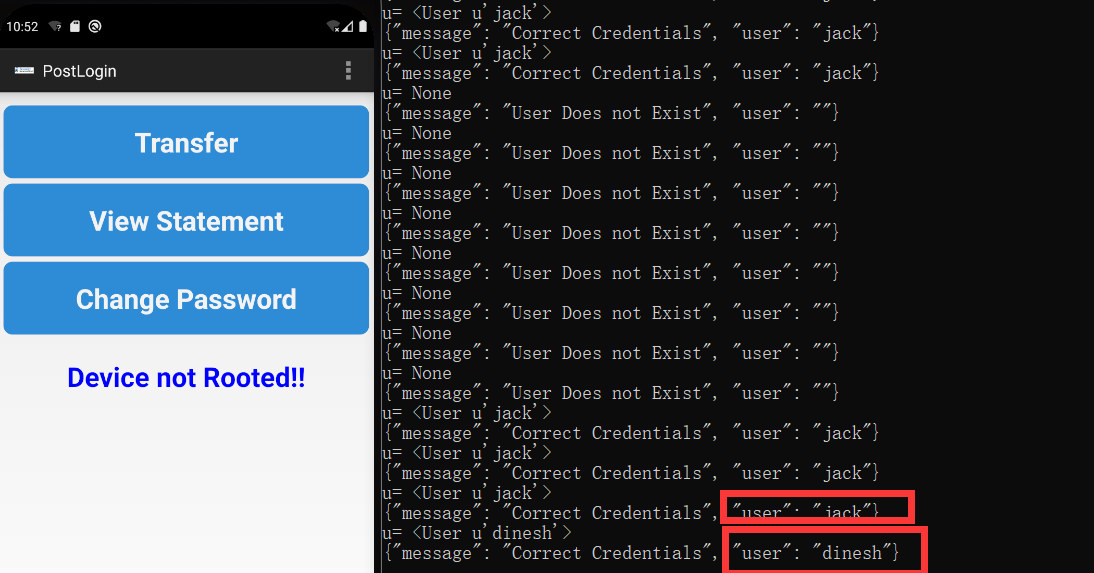 10:52
PostLogin
Transfer
View Statement
Change Password
Device not Rooted!!
u= <User u'jack'>
{"message": "Correct Credentials", "user": "jack"}
u= <User u'jack'>
{"message": "Correct Credentials", "user": "jack"}
u= None
{"message": "User Does not Exist", "user": ""}
u= None
{"message": "User Does not Exist", "user": ""}
u= None
{"message": "User Does not Exist", "user": ""}
u= None
{"message": "User Does not Exist", "user": ""}
u= None
{"message": "User Does not Exist", "user": ""}
u= None
{"message": "User Does not Exist", "user": ""}
u= None
{"message": "User Does not Exist", "user": ""}
u= None
{"message": "User Does not Exist", "user": ""}
u= <User u'jack'>
{"message": "Correct Credentials", "user": "jack"}
u= <User u'jack'>
{"message": "Correct Credentials", "user": "jack"}
u= <User u'jack'>
{"message": "Correct Credentials", "user": "jack"}
u= <User u'dinesh'>
{"message": "Correct Credentials", "user": "dinesh"}